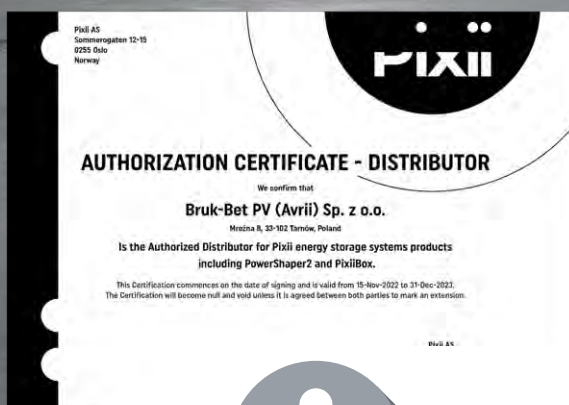 Pixii AS
Sommerogaten 12-15
0255 Oslo
Norway
PIXII
AUTHORIZATION CERTIFICATE - DISTRIBUTOR
We confirm that
Bruk-Bet PV (Avrii) Sp. z o.o.
Mroźna 8, 33-102 Tarnów, Poland
Is the Authorized Distributor for Pixii energy storage systems products
including PowerShaper2 and PixiiBox.
This Certification commences on the date of signing and is valid from 15-Nov-2022 to 31-Dec-2023.
The Certification will become null and void unless it is agreed between both parties to mark an extension.
Pixii AS